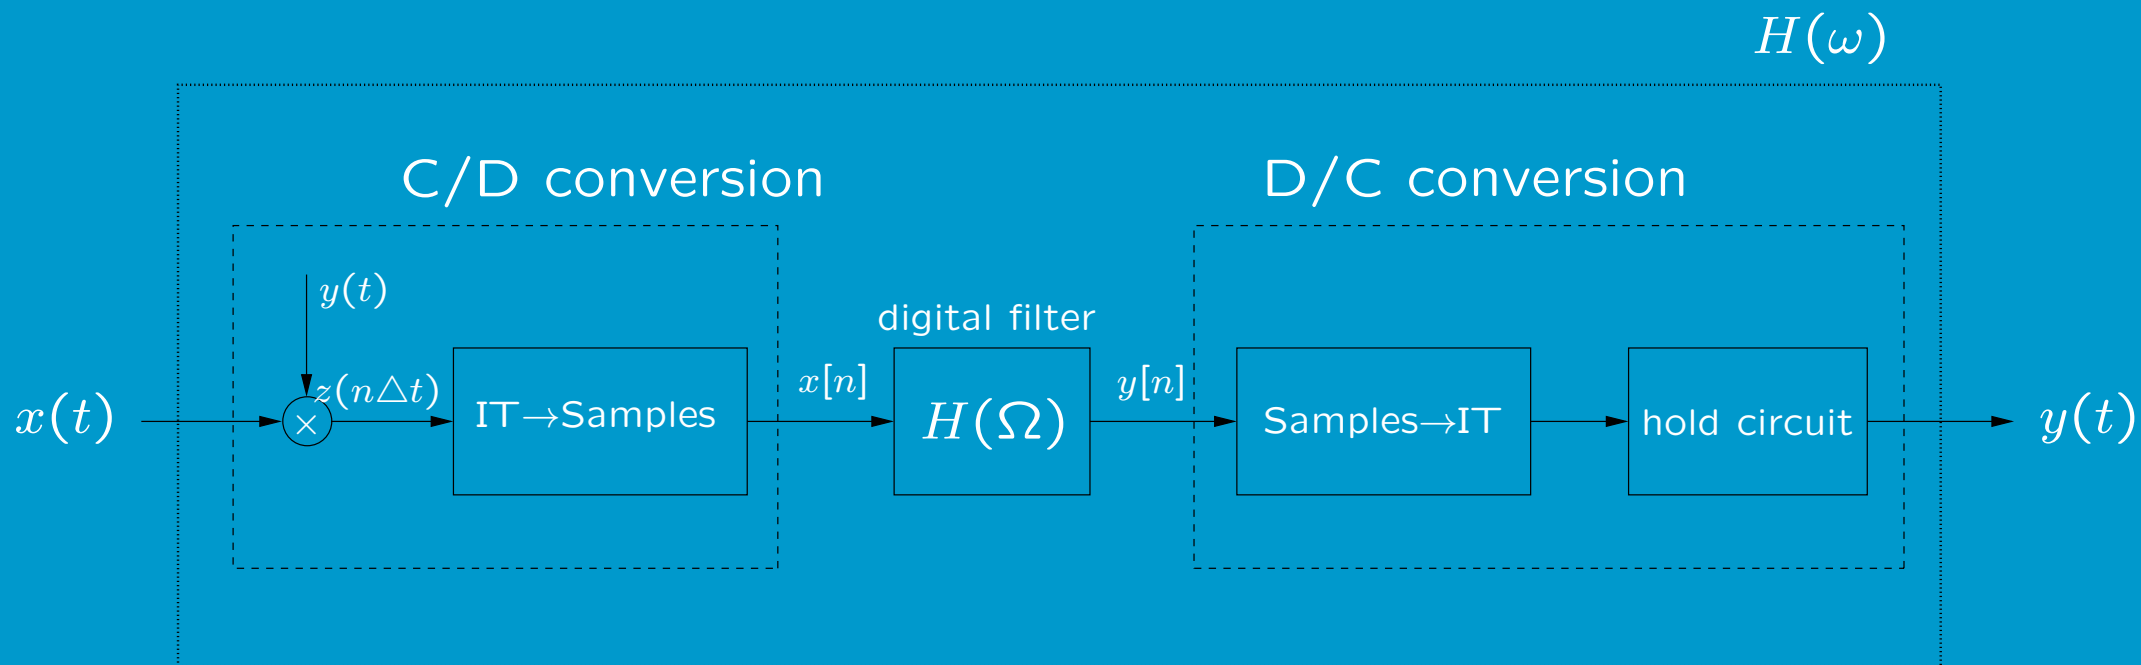 H(ω)
C/D conversion
D/C conversion
y(t)
digital filter
x(t)
×
z(n△t)
IT→Samples
x[n]
H(Ω)
y[n]
Samples→IT
hold circuit
y(t)